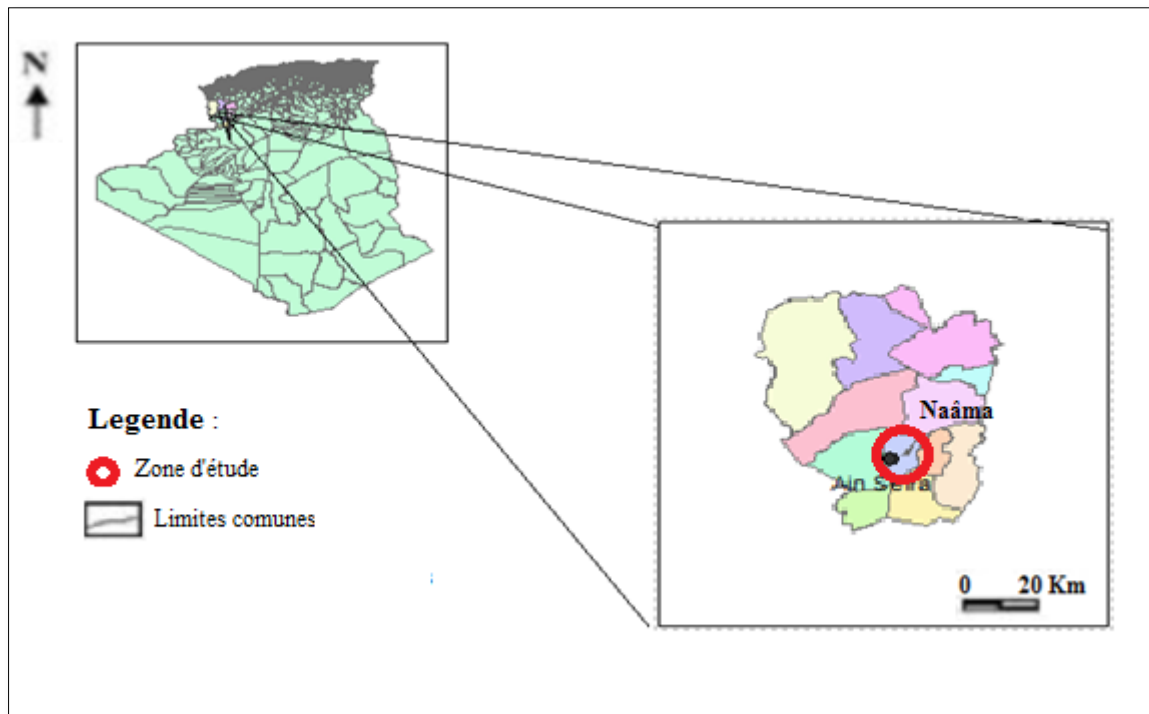 N
Legende :
Zone d'étude
Limites comunes
Naâma
Ain Sefra
0 20 Km